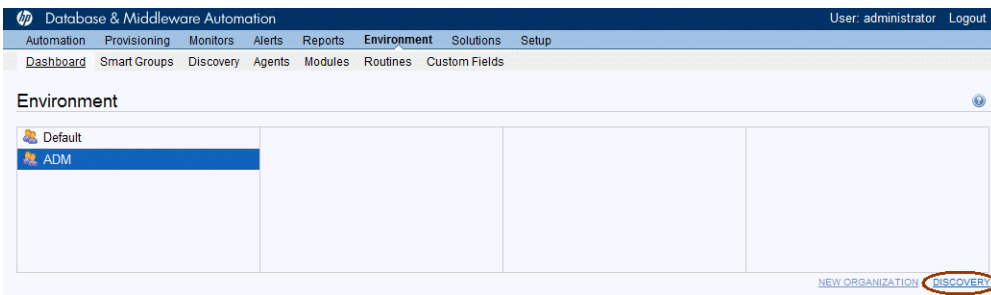 hp Database & Middleware Automation User: administrator Logout
Automation Provisioning Monitors Alerts Reports Environment Solutions Setup
Dashboard Smart Groups Discovery Agents Modules Routines Custom Fields
Environment
Default
ADM
NEW ORGANIZATION DISCOVERY